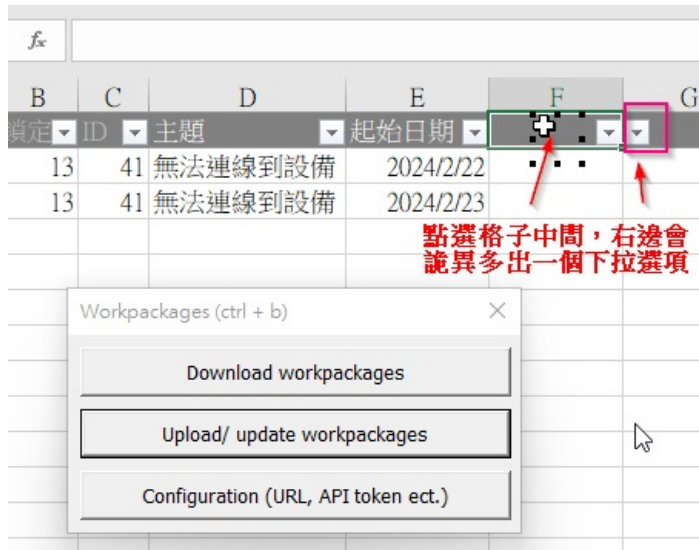 fx
B C D E F G
鎖定 ID 主題 起始日期
13 41 無法連線到設備 2024/2/22
13 41 無法連線到設備 2024/2/23
點選格子中間，右邊會
詭異多出一個下拉選項
Workpackages (ctrl + b)
Download workpackages
Upload/ update workpackages
Configuration (URL, API token ect.)